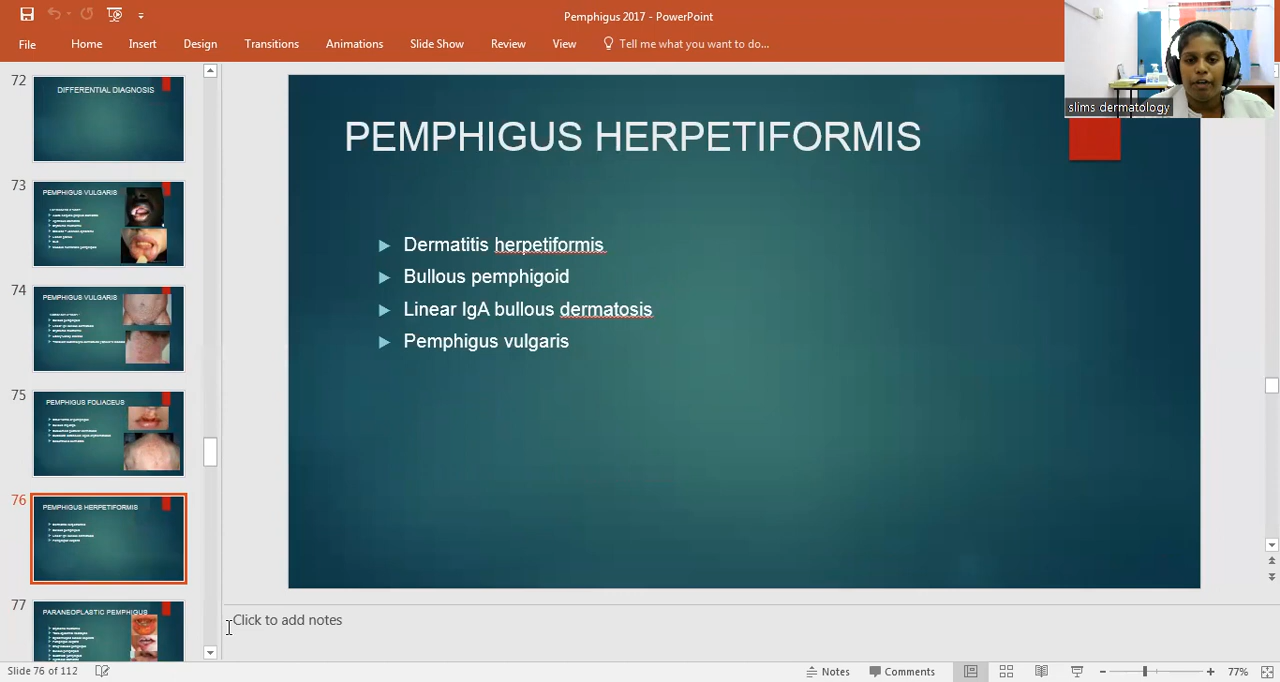 Pemphigus 2017 - PowerPoint
File Home Insert Design Transitions Animations Slide Show Review View Tell me what you want to do...
slims dermatology
72
DIFFERENTIAL DIAGNOSIS
73
PEMPHIGUS VULGARIS
74
PEMPHIGUS VULGARIS
75
PEMPHIGUS FOLIACEUS
76
PEMPHIGUS HERPETIFORMIS
77
PARANEOPLASTIC PEMPHIGUS
PEMPHIGUS HERPETIFORMIS
Dermatitis herpetiformis
Bullous pemphigoid
Linear IgA bullous dermatosis
Pemphigus vulgaris
Click to add notes
Slide 76 of 112
Notes Comments 77%